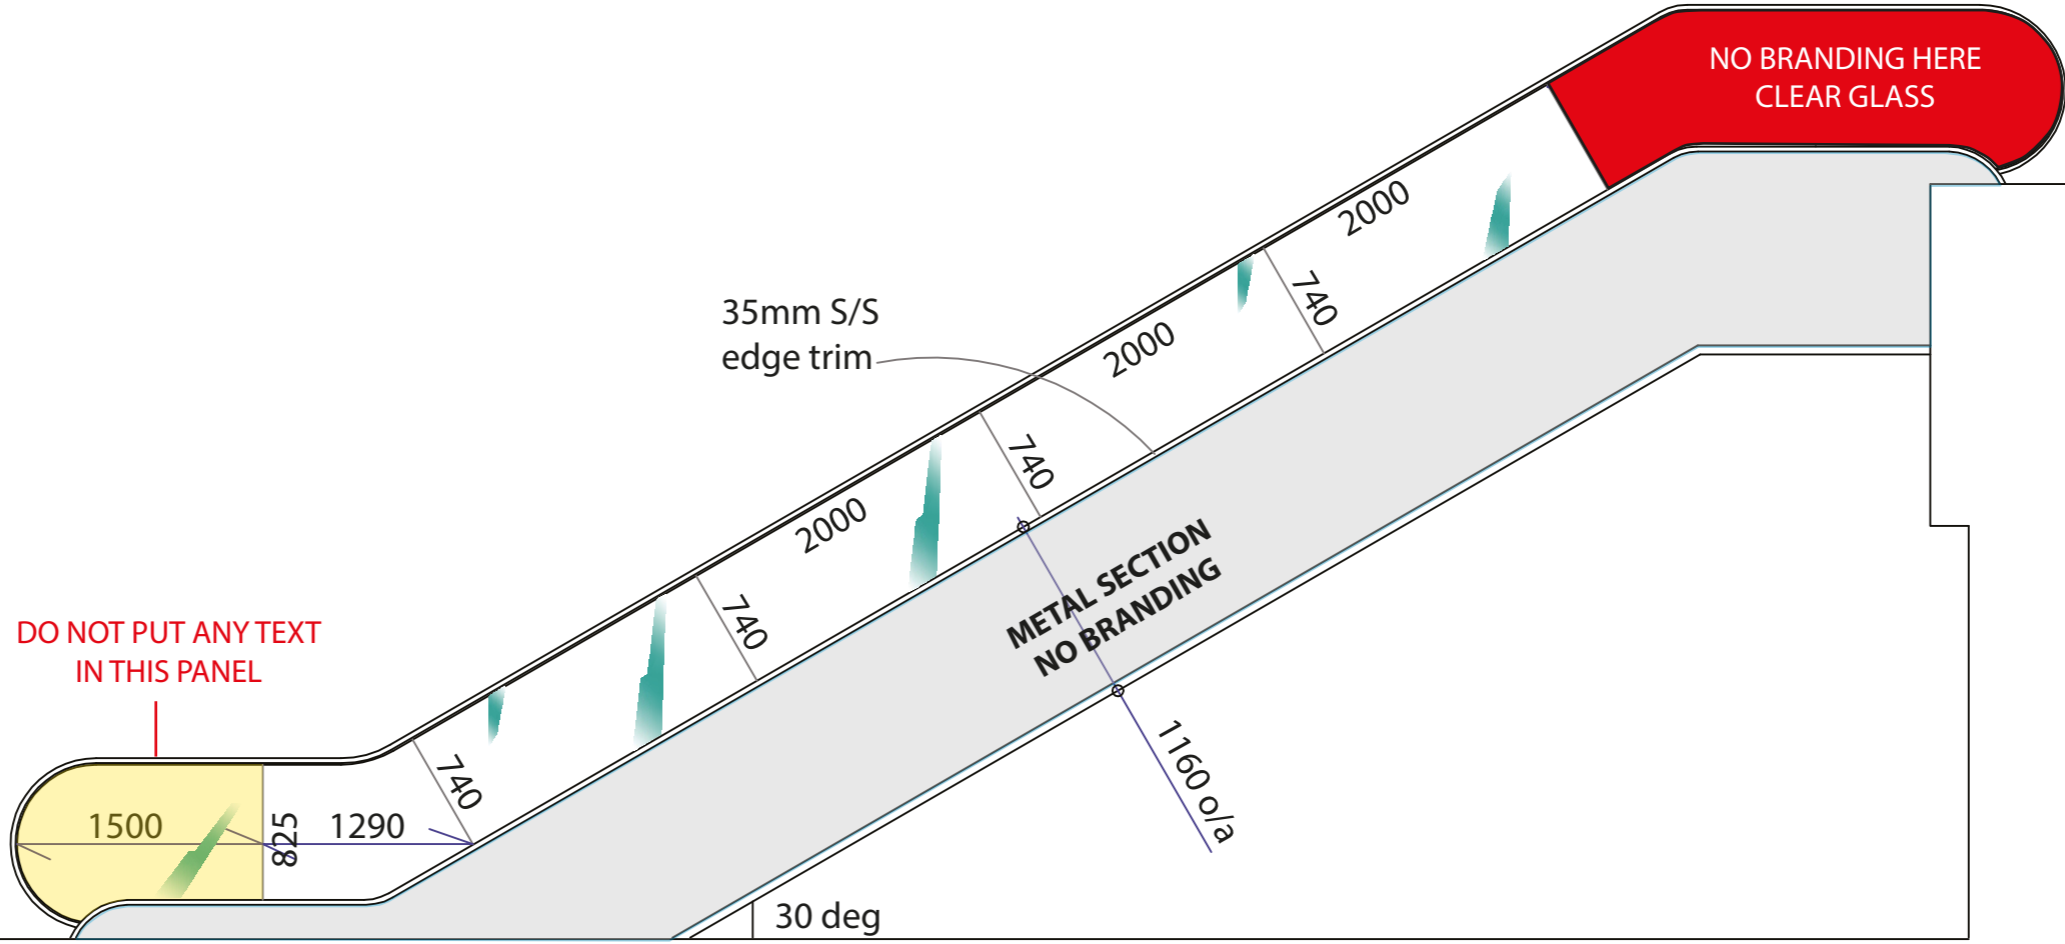 NO BRANDING HERE
CLEAR GLASS
2000
740
35mm S/S
edge trim
2000
740
2000
METAL SECTION
NO BRANDING
740
DO NOT PUT ANY TEXT
IN THIS PANEL
740
1160 o/a
1500
825
1290
30 deg